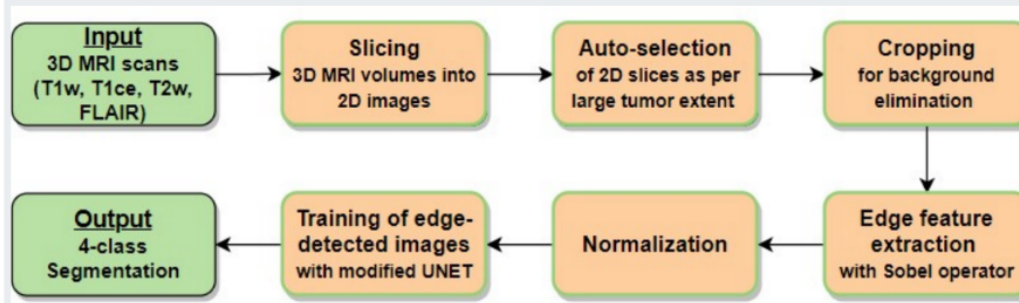 Input
3D MRI scans
(T1w, T1ce, T2w,
FLAIR)
Slicing
3D MRI volumes into
2D images
Auto-selection
of 2D slices as per
large tumor extent
Cropping
for background
elimination
Edge feature
extraction
with Sobel operator
Normalization
Training of edge-
detected images
with modified UNET
Output
4-class
Segmentation